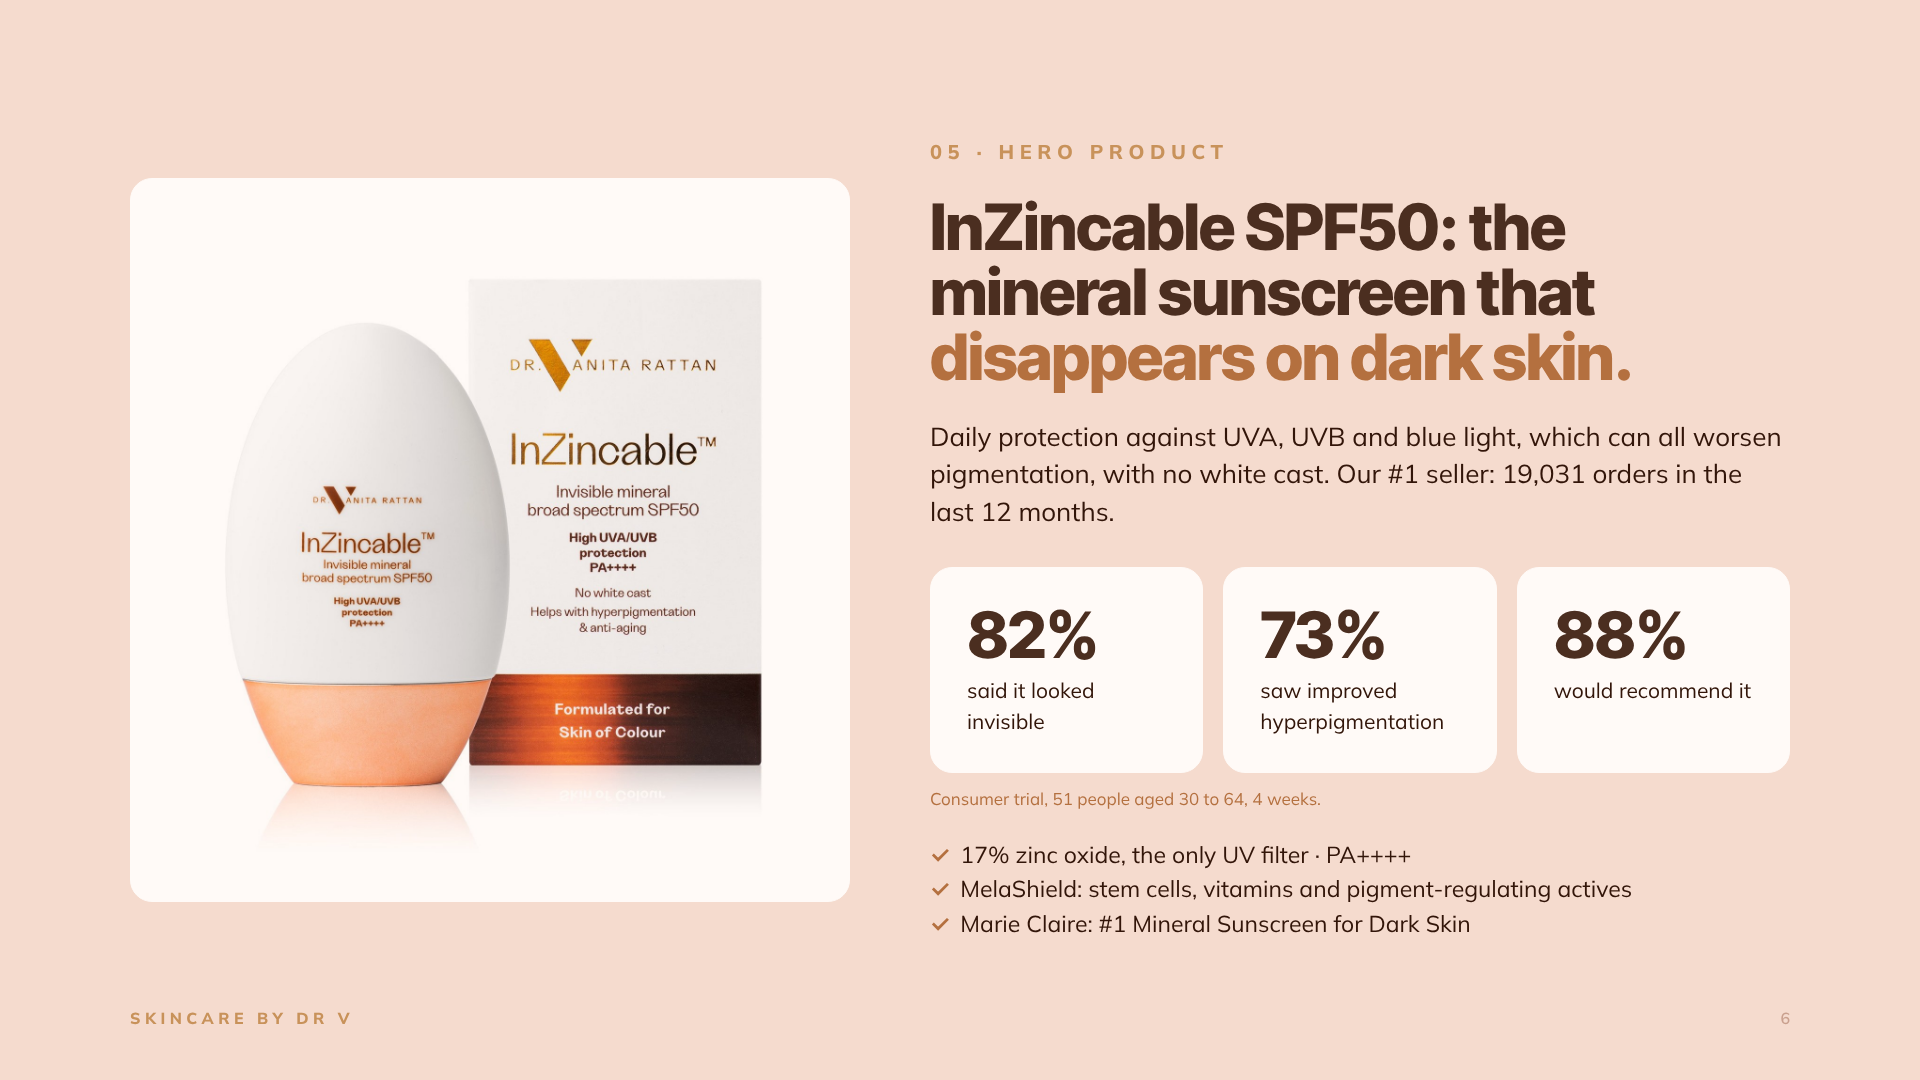 05 · HERO PRODUCT
InZincable SPF50: the
mineral sunscreen that
disappears on dark skin.
Daily protection against UVA, UVB and blue light, which can all worsen
pigmentation, with no white cast. Our #1 seller: 19,031 orders in the
last 12 months.
82%
said it looked
invisible
73%
saw improved
hyperpigmentation
88%
would recommend it
Consumer trial, 51 people aged 30 to 64, 4 weeks.
17% zinc oxide, the only UV filter · PA++++
MelaShield: stem cells, vitamins and pigment-regulating actives
Marie Claire: #1 Mineral Sunscreen for Dark Skin
DR. VANITA RATTAN
InZincable™
Invisible mineral
broad spectrum SPF50
High UVA/UVB
protection
PA++++
DR. VANITA RATTAN
InZincable™
Invisible mineral
broad spectrum SPF50
High UVA/UVB
protection
PA++++
No white cast
Helps with hyperpigmentation
& anti-aging
Formulated for
Skin of Colour
SKINCARE BY DR V
6